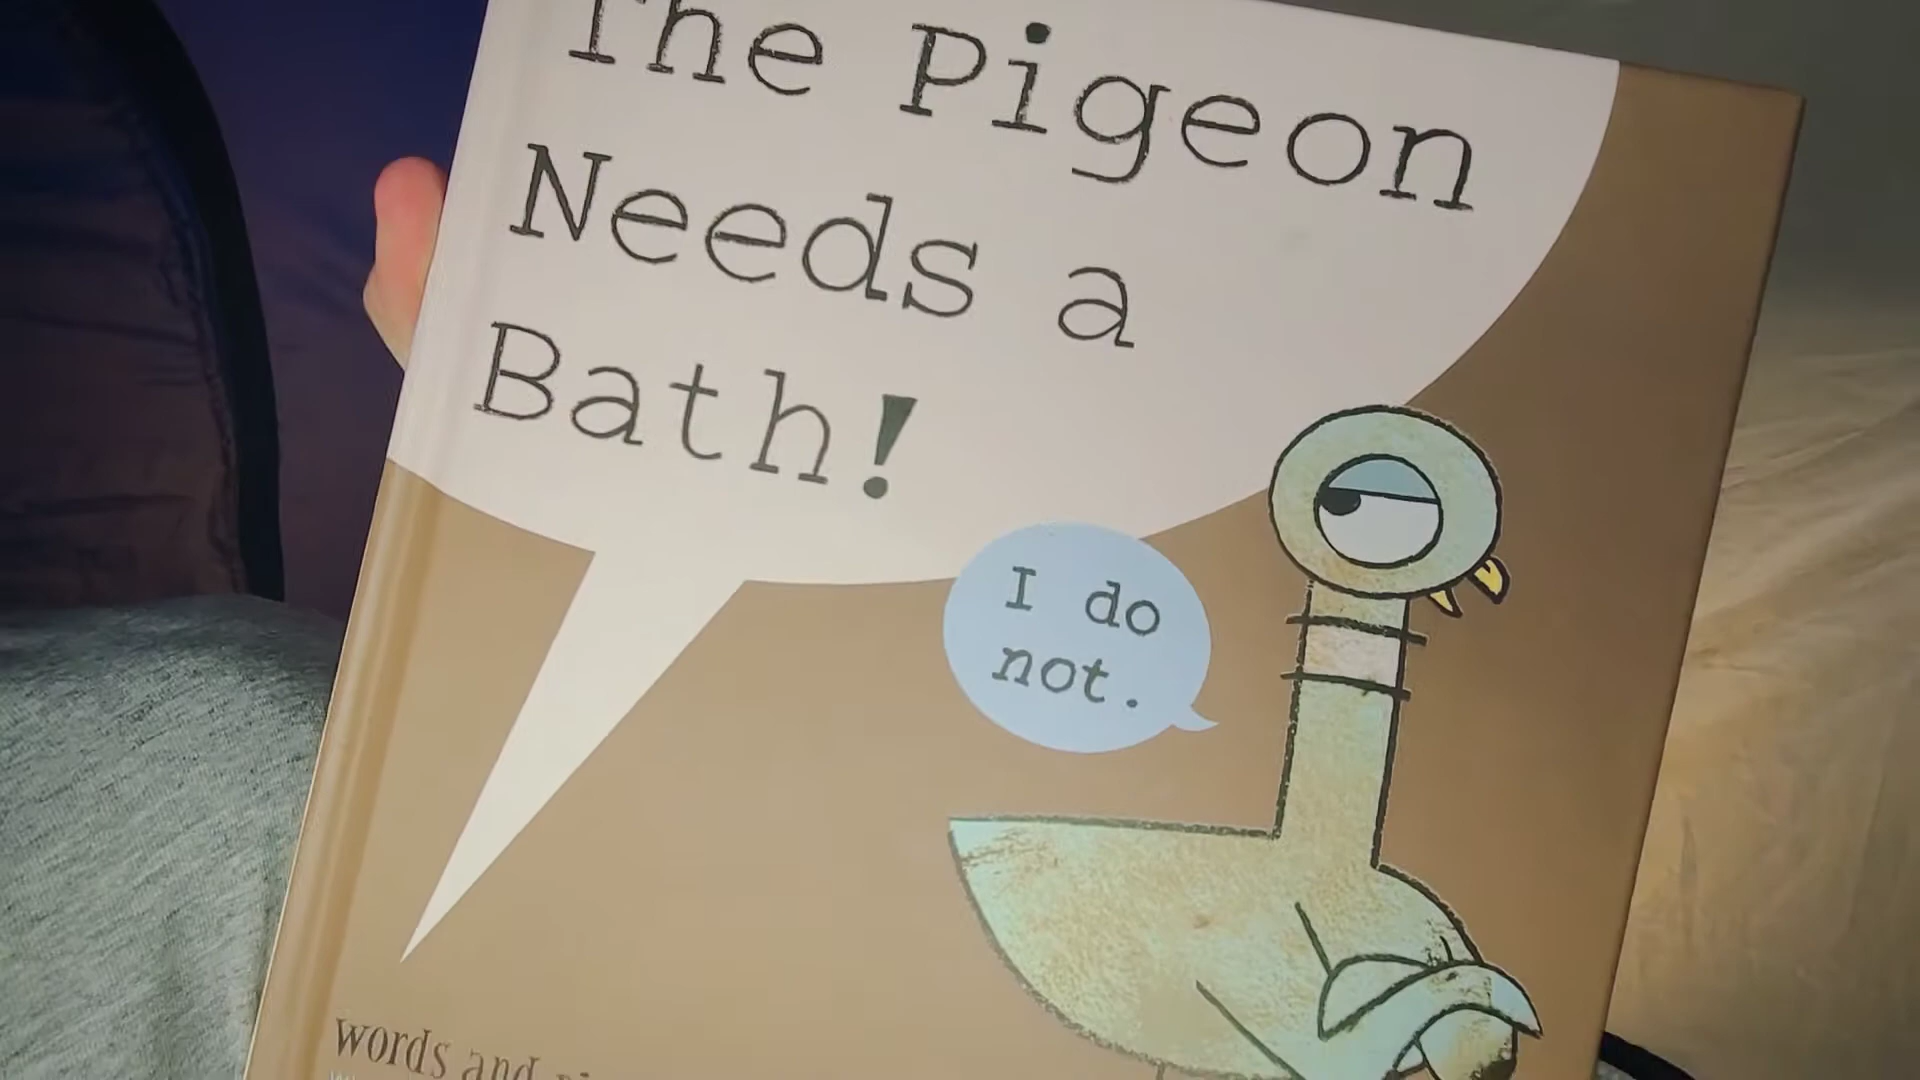 The Pigeon
Needs a
Bath!
I do
not.
words and